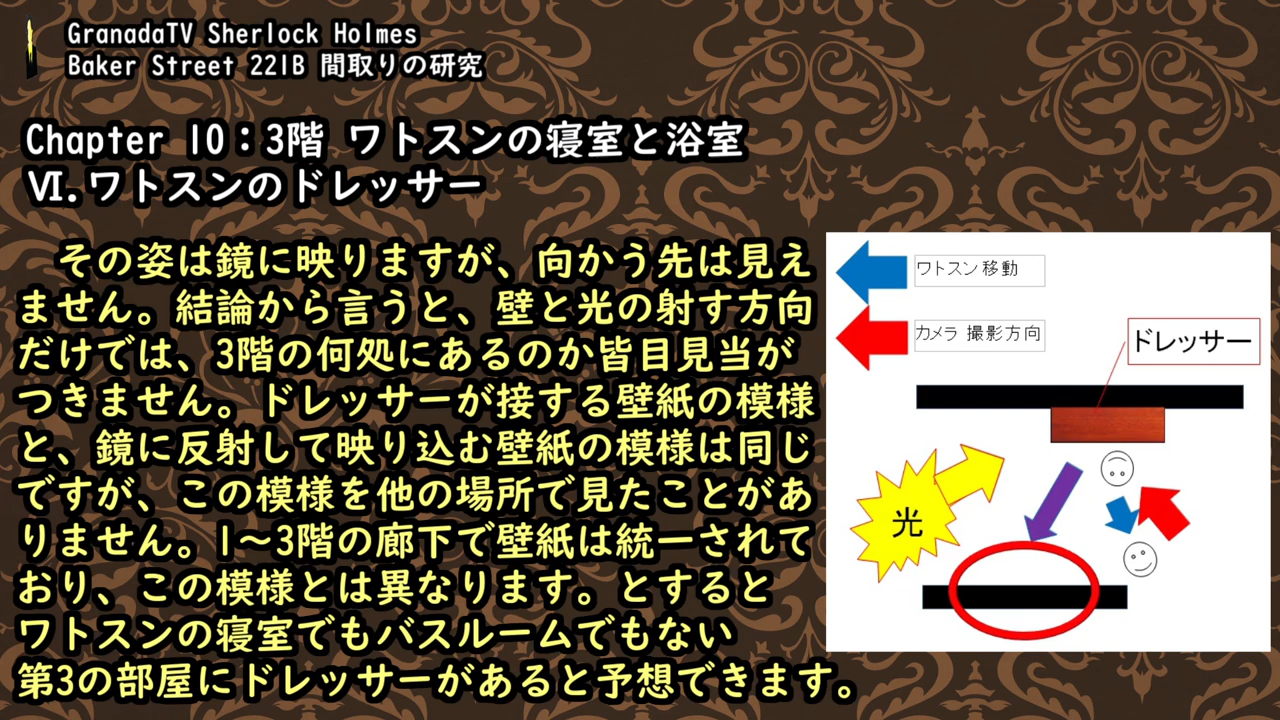 GranadaTV Sherlock Holmes
Baker Street 221B 間取りの研究
Chapter 10：3階 ワトスンの寝室と浴室
Ⅵ.ワトスンのドレッサー
その姿は鏡に映りますが、向かう先は見え
ません。結論から言うと、壁と光の射す方向
だけでは、3階の何処にあるのか皆目見当が
つきません。ドレッサーが接する壁紙の模様
と、鏡に反射して映り込む壁紙の模様は同じ
ですが、この模様を他の場所で見たことがあ
りません。1～3階の廊下で壁紙は統一されて
おり、この模様とは異なります。とすると
ワトスンの寝室でもバスルームでもない
第3の部屋にドレッサーがあると予想できます。
ワトスン移動
カメラ 撮影方向
ドレッサー
光